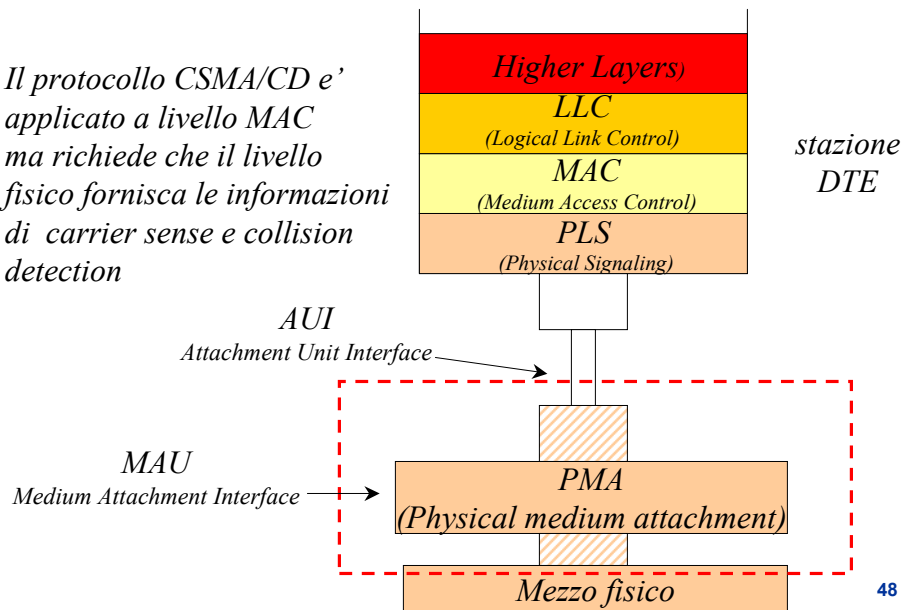 Il protocollo CSMA/CD e’
applicato a livello MAC
ma richiede che il livello
fisico fornisca le informazioni
di carrier sense e collision
detection
Higher Layers)
LLC
(Logical Link Control)
MAC
(Medium Access Control)
PLS
(Physical Signaling)
stazione
DTE
AUI
Attachment Unit Interface
MAU
Medium Attachment Interface
PMA
(Physical medium attachment)
Mezzo fisico
48